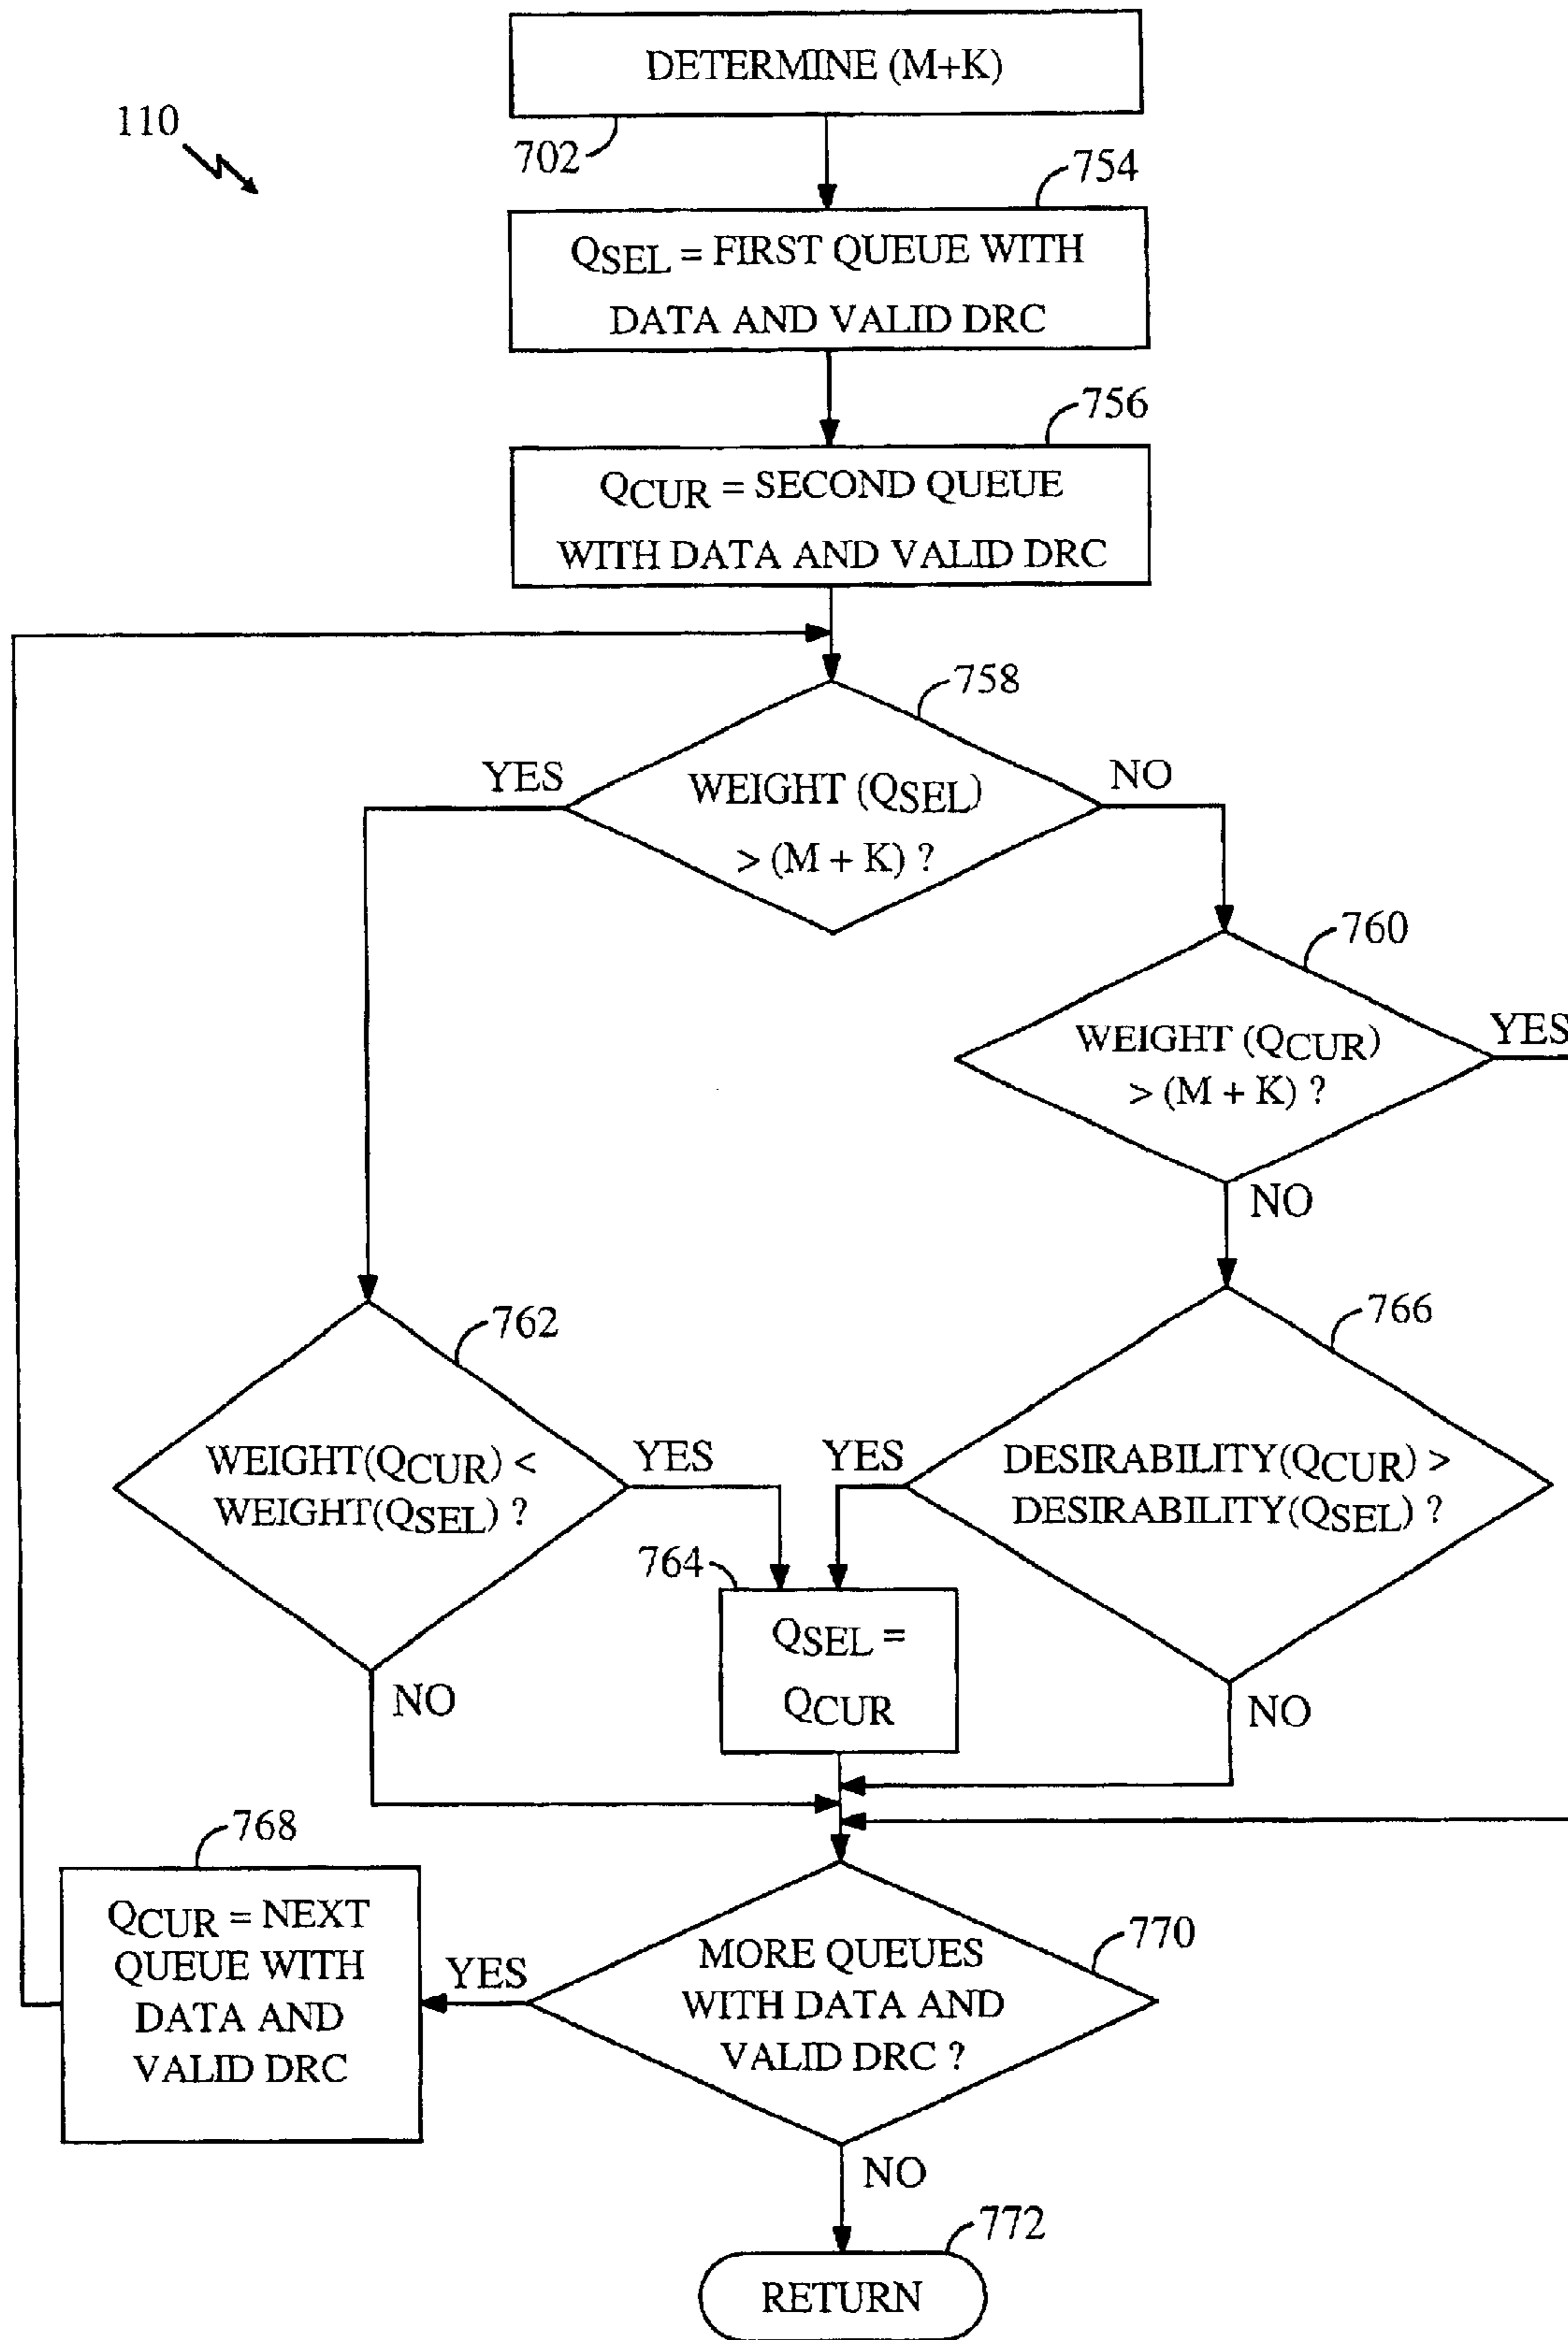 DETERMINE (M+K)
110
702
754
QSEL = FIRST QUEUE WITH
DATA AND VALID DRC
756
QCUR = SECOND QUEUE
WITH DATA AND VALID DRC
758
YES
WEIGHT (QSEL)
> (M + K) ?
NO
760
WEIGHT (QCUR)
> (M + K) ?
YES
NO
762
WEIGHT(QCUR) <
WEIGHT(QSEL) ?
YES
NO
766
YES
DESIRABILITY(QCUR) >
DESIRABILITY(QSEL) ?
NO
764
QSEL =
QCUR
768
QCUR = NEXT
QUEUE WITH
DATA AND
VALID DRC
YES
770
MORE QUEUES
WITH DATA AND
VALID DRC ?
NO
772
RETURN